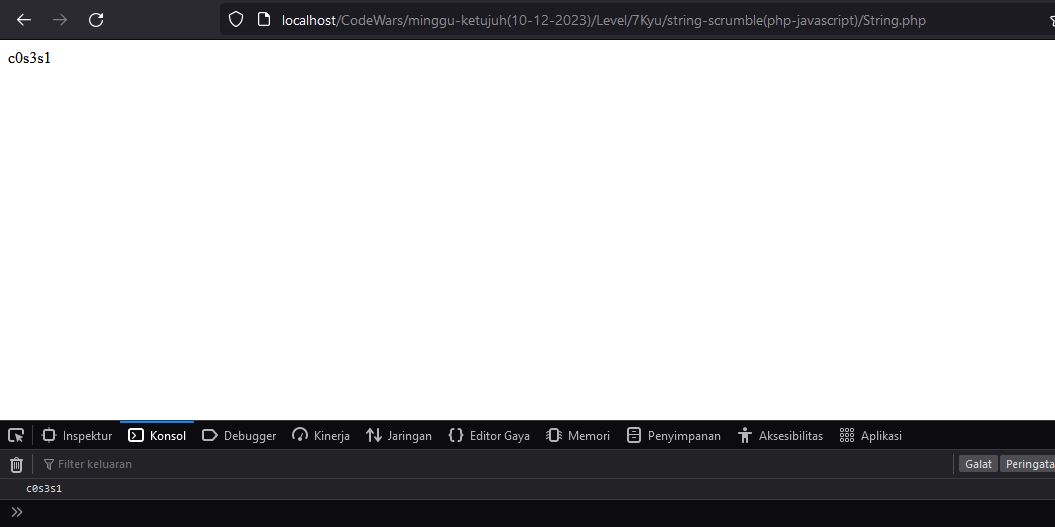 localhost/CodeWars/minggu-ketujuh(10-12-2023)/Level/7Kyu/string-scrumble(php-javascript)/String.php
c0s3s1
Inspektur Konsol Debugger Kinerja Jaringan Editor Gaya Memori Penyimpanan Aksesibilitas Aplikasi
Filter keluaran Galat Peringata
c0s3s1